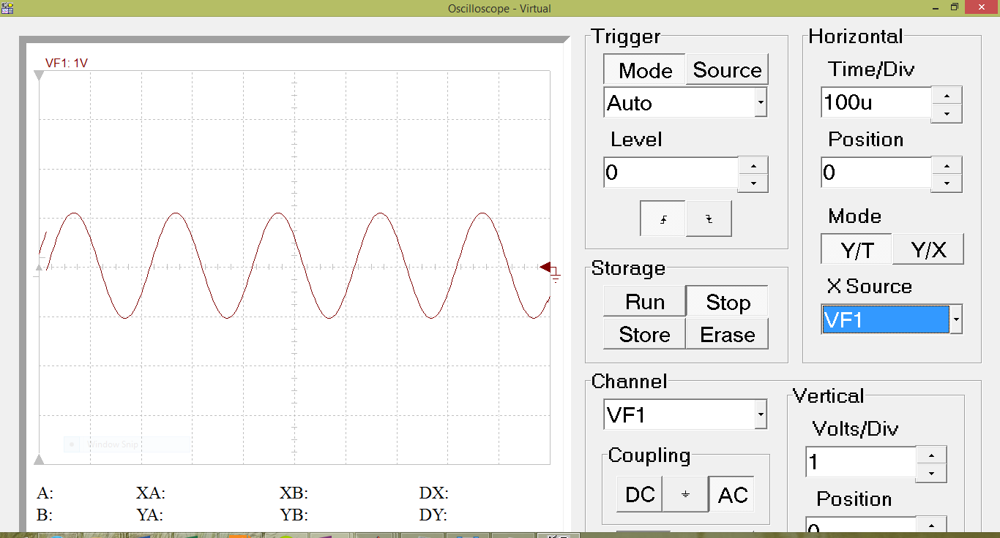 Oscilloscope - Virtual
VF1: 1V
Window Snip
A: XA: XB: DX:
B: YA: YB: DY:
Trigger
Mode Source
Auto
Level
0
Storage
Run Stop
Store Erase
Horizontal
Time/Div
100u
Position
0
Mode
Y/T Y/X
X Source
VF1
Channel
VF1
Coupling
DC AC
Vertical
Volts/Div
1
Position
0